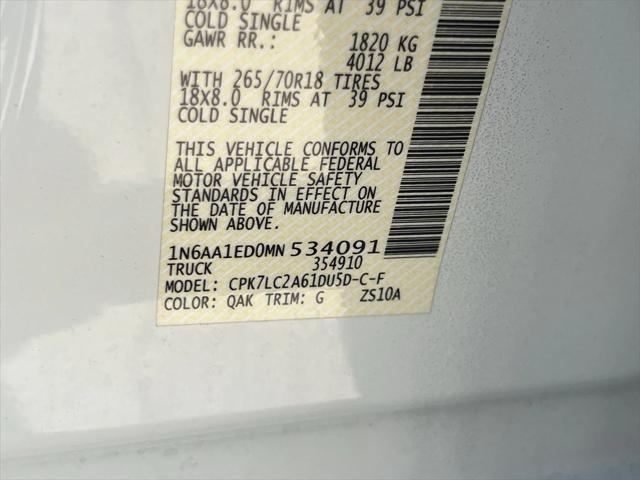 18X8.0 RIMS AT 39 PSI
COLD SINGLE
GAWR RR.: 1820 KG
4012 LB
WITH 265/70R18 TIRES
18X8.0 RIMS AT 39 PSI
COLD SINGLE
THIS VEHICLE CONFORMS TO
ALL APPLICABLE FEDERAL
MOTOR VEHICLE SAFETY
STANDARDS IN EFFECT ON
THE DATE OF MANUFACTURE
SHOWN ABOVE.
1N6AA1ED0MN 534091
TRUCK 354910
MODEL: CPK7LC2A61DU5D-C-F
COLOR: QAK TRIM: G ZS10A